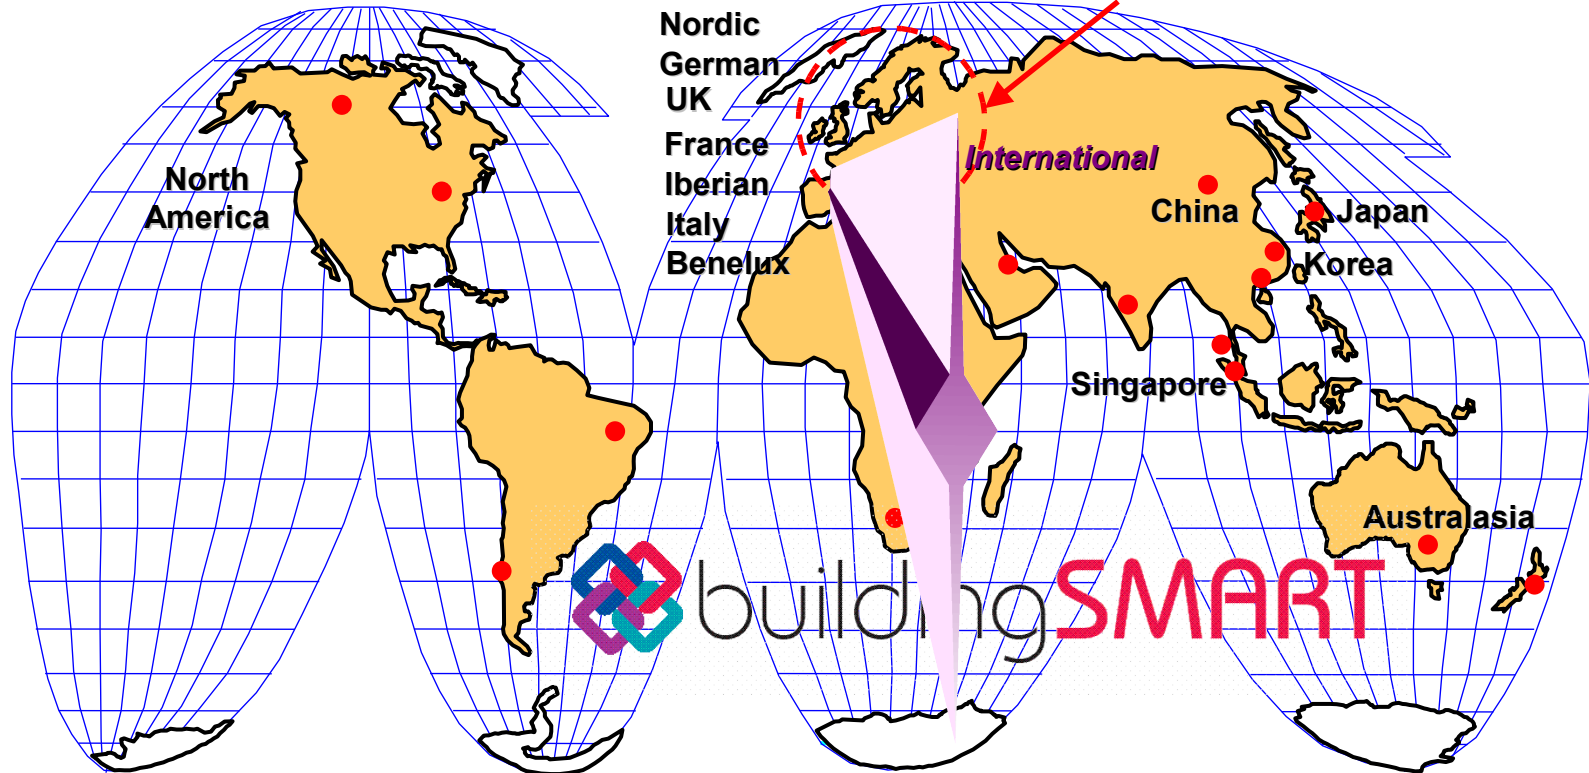 Nordic
German
UK
France
Iberian
Italy
Benelux
North
America
International
China
Japan
Korea
Singapore
Australasia
buildingSMART